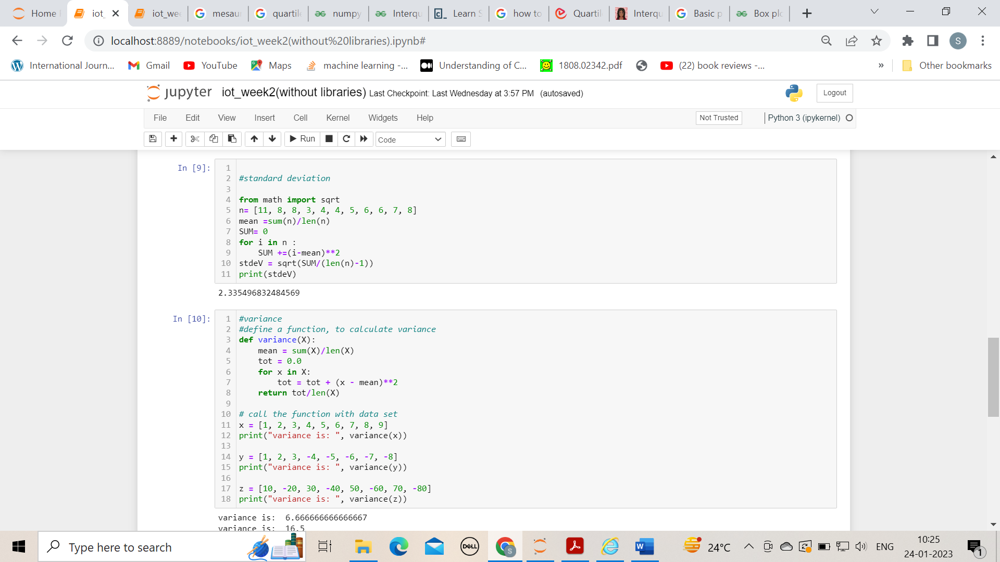 Home
iot_
iot_wee
mesau
quartile
numpy
Interqu
Learn S
how to
Quartil
Interqu
Basic p
Box plo
localhost:8889/notebooks/iot_week2(without%20libraries).ipynb#
S
International Journ...
Gmail
YouTube
Maps
machine learning -...
Understanding of C...
1808.02342.pdf
(22) book reviews -...
»
Other bookmarks
jupyter iot_week2(without libraries) Last Checkpoint: Last Wednesday at 3:57 PM (autosaved)
Logout
File Edit View Insert Cell Kernel Widgets Help
Not Trusted
Python 3 (ipykernel)
Run
Code
In [9]:
1
2 #standard deviation
3
4 from math import sqrt
5 n= [11, 8, 8, 3, 4, 4, 5, 6, 6, 7, 8]
6 mean =sum(n)/len(n)
7 SUM= 0
8 for i in n :
9     SUM +=(i-mean)**2
10 stdeV = sqrt(SUM/(len(n)-1))
11 print(stdeV)
2.335496832484569
In [10]:
1 #variance
2 #define a function, to calculate variance
3 def variance(X):
4     mean = sum(X)/len(X)
5     tot = 0.0
6     for x in X:
7         tot = tot + (x - mean)**2
8     return tot/len(X)
9
10 # call the function with data set
11 x = [1, 2, 3, 4, 5, 6, 7, 8, 9]
12 print("variance is: ", variance(x))
13
14 y = [1, 2, 3, -4, -5, -6, -7, -8]
15 print("variance is: ", variance(y))
16
17 z = [10, -20, 30, -40, 50, -60, 70, -80]
18 print("variance is: ", variance(z))
variance is:  6.666666666666667
variance is:  16.5
Type here to search
DELL
S
W
24°C
ENG
10:25
24-01-2023
1